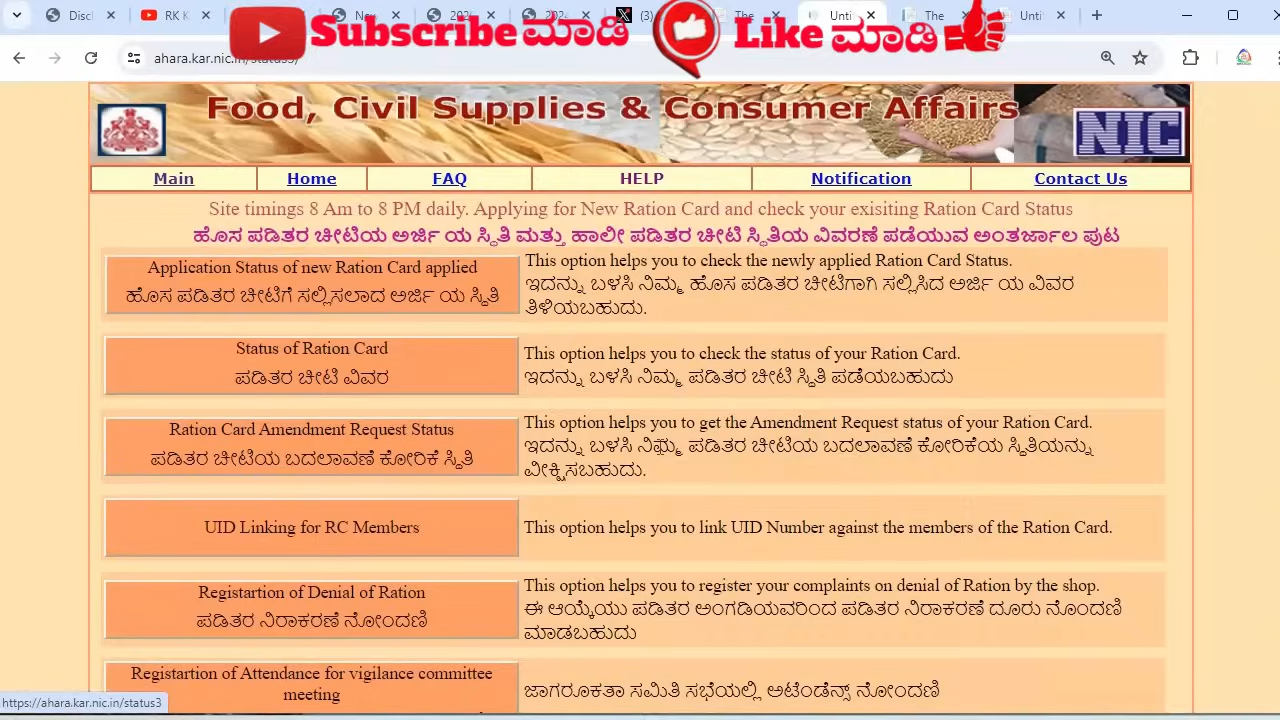 Discl
RK
Ne
202
202
(3)
The
Unti
The
Unti
Subscribe ಮಾಡಿ
Like ಮಾಡಿ
ahara.kar.nic.in/status3/
Food, Civil Supplies & Consumer Affairs
NIC
Main Home FAQ HELP Notification Contact Us
Site timings 8 Am to 8 PM daily. Applying for New Ration Card and check your exisiting Ration Card Status
ಹೊಸ ಪಡಿತರ ಚೀಟಿಯ ಅರ್ಜಿ ಯ ಸ್ಥಿತಿ ಮತ್ತು ಹಾಲೀ ಪಡಿತರ ಚೀಟಿ ಸ್ಥಿತಿಯ ವಿವರಣೆ ಪಡೆಯುವ ಅಂತರ್ಜಾಲ ಪುಟ
Application Status of new Ration Card applied
ಹೊಸ ಪಡಿತರ ಚೀಟಿಗೆ ಸಲ್ಲಿಸಲಾದ ಅರ್ಜಿ ಯ ಸ್ಥಿತಿ
This option helps you to check the newly applied Ration Card Status.
ಇದನ್ನು ಬಳಸಿ ನಿಮ್ಮ ಹೊಸ ಪಡಿತರ ಚೀಟಿಗಾಗಿ ಸಲ್ಲಿಸಿದ ಅರ್ಜಿ ಯ ವಿವರ
ತಿಳಿಯಬಹುದು.
Status of Ration Card
ಪಡಿತರ ಚೀಟಿ ವಿವರ
This option helps you to check the status of your Ration Card.
ಇದನ್ನು ಬಳಸಿ ನಿಮ್ಮ ಪಡಿತರ ಚೀಟಿ ಸ್ಥಿತಿ ಪಡೆಯಬಹುದು
Ration Card Amendment Request Status
ಪಡಿತರ ಚೀಟಿಯ ಬದಲಾವಣೆ ಕೋರಿಕೆ ಸ್ಥಿತಿ
This option helps you to get the Amendment Request status of your Ration Card.
ಇದನ್ನು ಬಳಸಿ ನಿಮ್ಮ ಪಡಿತರ ಚೀಟಿಯ ಬದಲಾವಣೆ ಕೋರಿಕೆಯ ಸ್ಥಿತಿಯನ್ನು
ವೀಕ್ಷಿಸಬಹುದು.
UID Linking for RC Members
This option helps you to link UID Number against the members of the Ration Card.
Registartion of Denial of Ration
ಪಡಿತರ ನಿರಾಕರಣೆ ನೋಂದಣಿ
This option helps you to register your complaints on denial of Ration by the shop.
ಈ ಆಯ್ಕೆಯು ಪಡಿತರ ಅಂಗಡಿಯವರಿಂದ ಪಡಿತರ ನಿರಾಕರಣೆ ದೂರು ನೊಂದಣಿ
ಮಾಡಬಹುದು
Registartion of Attendance for vigilance committee
meeting
ಜಾಗರೂಕತಾ ಸಮಿತಿ ಸಭೆಯಲ್ಲಿ ಅಟೆಂಡೆನ್ಸ್ ನೋಂದಣಿ
https://ahara.kar.nic.in/status3